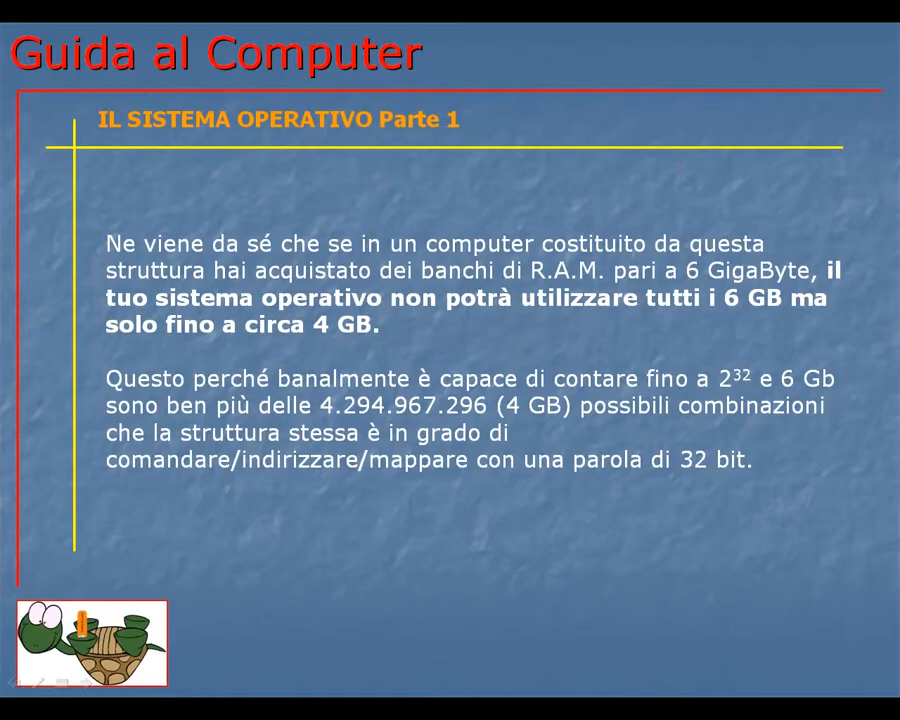 Guida al Computer
IL SISTEMA OPERATIVO Parte 1
Ne viene da sé che se in un computer costituito da questa
struttura hai acquistato dei banchi di R.A.M. pari a 6 GigaByte, il
tuo sistema operativo non potrà utilizzare tutti i 6 GB ma
solo fino a circa 4 GB.
Questo perché banalmente è capace di contare fino a 2³² e 6 Gb
sono ben più delle 4.294.967.296 (4 GB) possibili combinazioni
che la struttura stessa è in grado di
comandare/indirizzare/mappare con una parola di 32 bit.